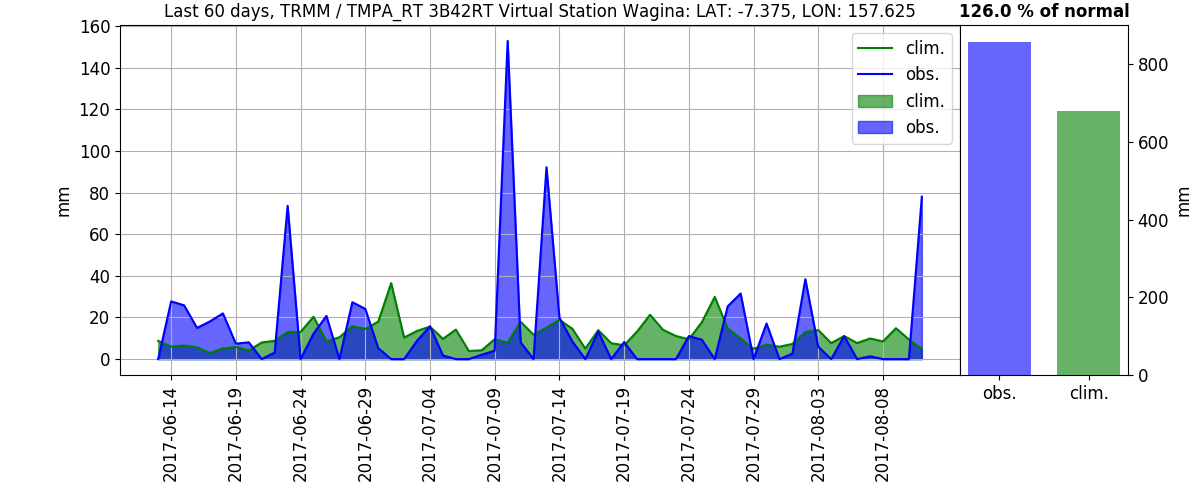 Last 60 days, TRMM / TMPA_RT 3B42RT Virtual Station Wagina: LAT: -7.375, LON: 157.625
126.0 % of normal
160
140
120
100
80
60
40
20
0
mm
clim.
obs.
clim.
obs.
2017-06-14
2017-06-19
2017-06-24
2017-06-29
2017-07-04
2017-07-09
2017-07-14
2017-07-19
2017-07-24
2017-07-29
2017-08-03
2017-08-08
800
600
400
200
0
mm
obs.
clim.